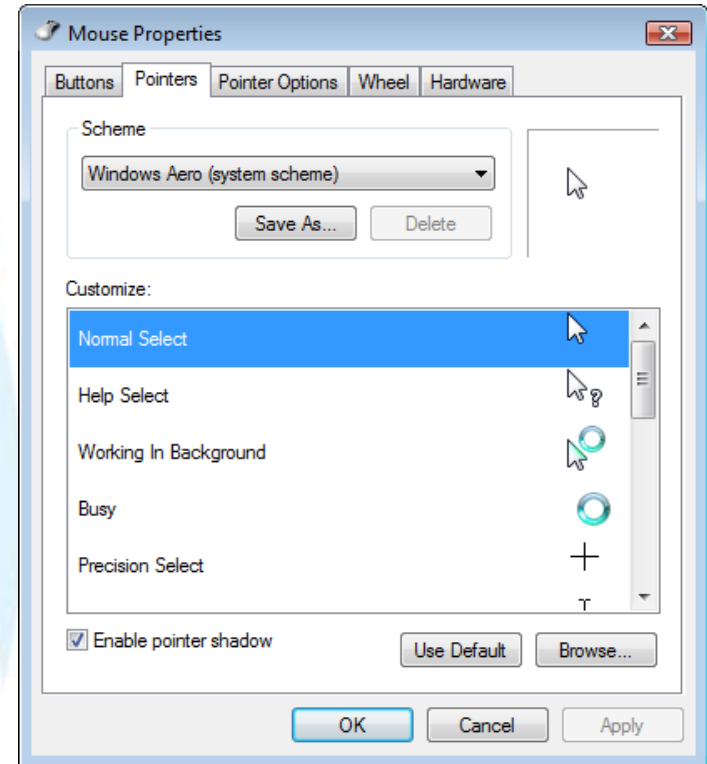 Mouse Properties
Buttons Pointers Pointer Options Wheel Hardware
Scheme
Windows Aero (system scheme)
Save As... Delete
Customize:
Normal Select
Help Select
Working In Background
Busy
Precision Select
Enable pointer shadow
Use Default Browse...
OK Cancel Apply